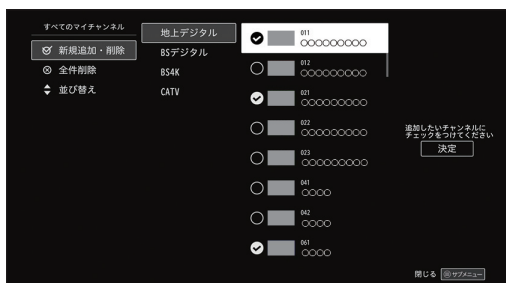 すべてのマイチャンネル
新規追加・削除
全件削除
並び替え
地上デジタル
BSデジタル
BS4K
CATV
011
○○○○○○○○○
012
○○○○○○○○○
021
○○○○○○○○○
022
○○○○○○○○○
023
○○○○○○○○○
041
○○○○
042
○○○○
061
○○○○
追加したいチャンネルに
チェックをつけてください
決定
閉じる サブメニュー